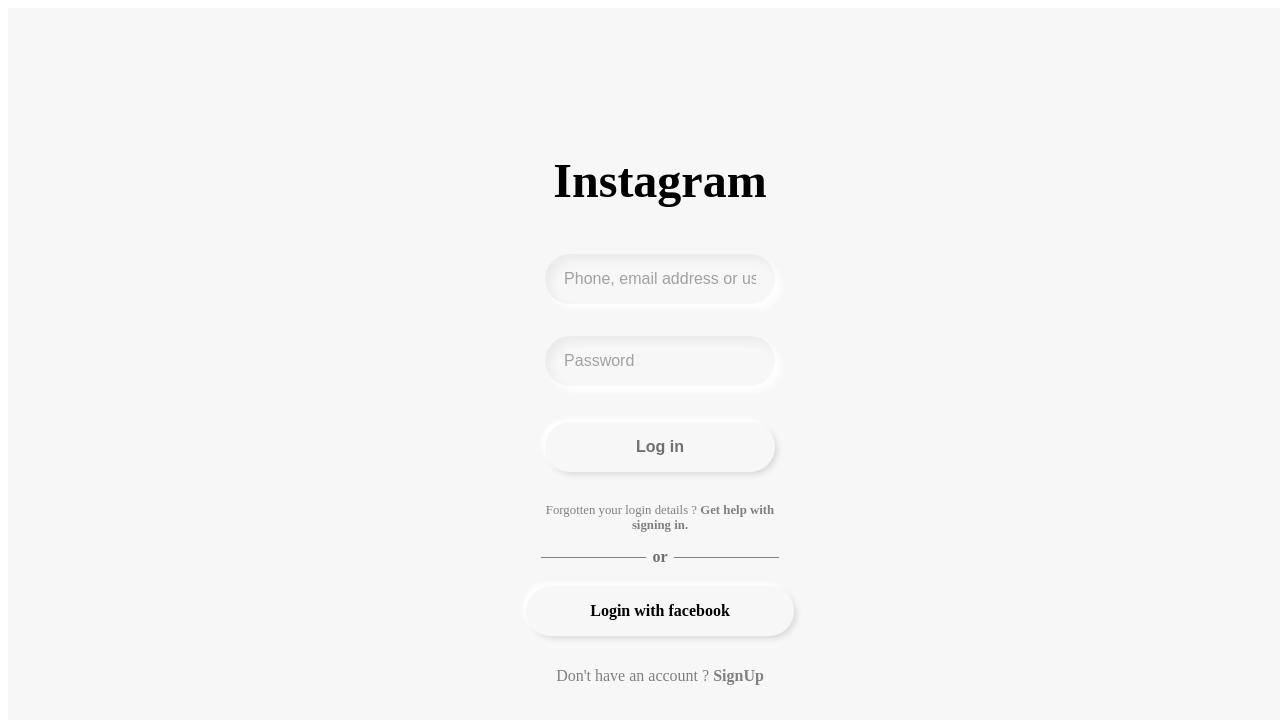 Instagram
Phone, email address or us
Password
Log in
Forgotten your login details ? Get help with
signing in.
or
Login with facebook
Don't have an account ? SignUp